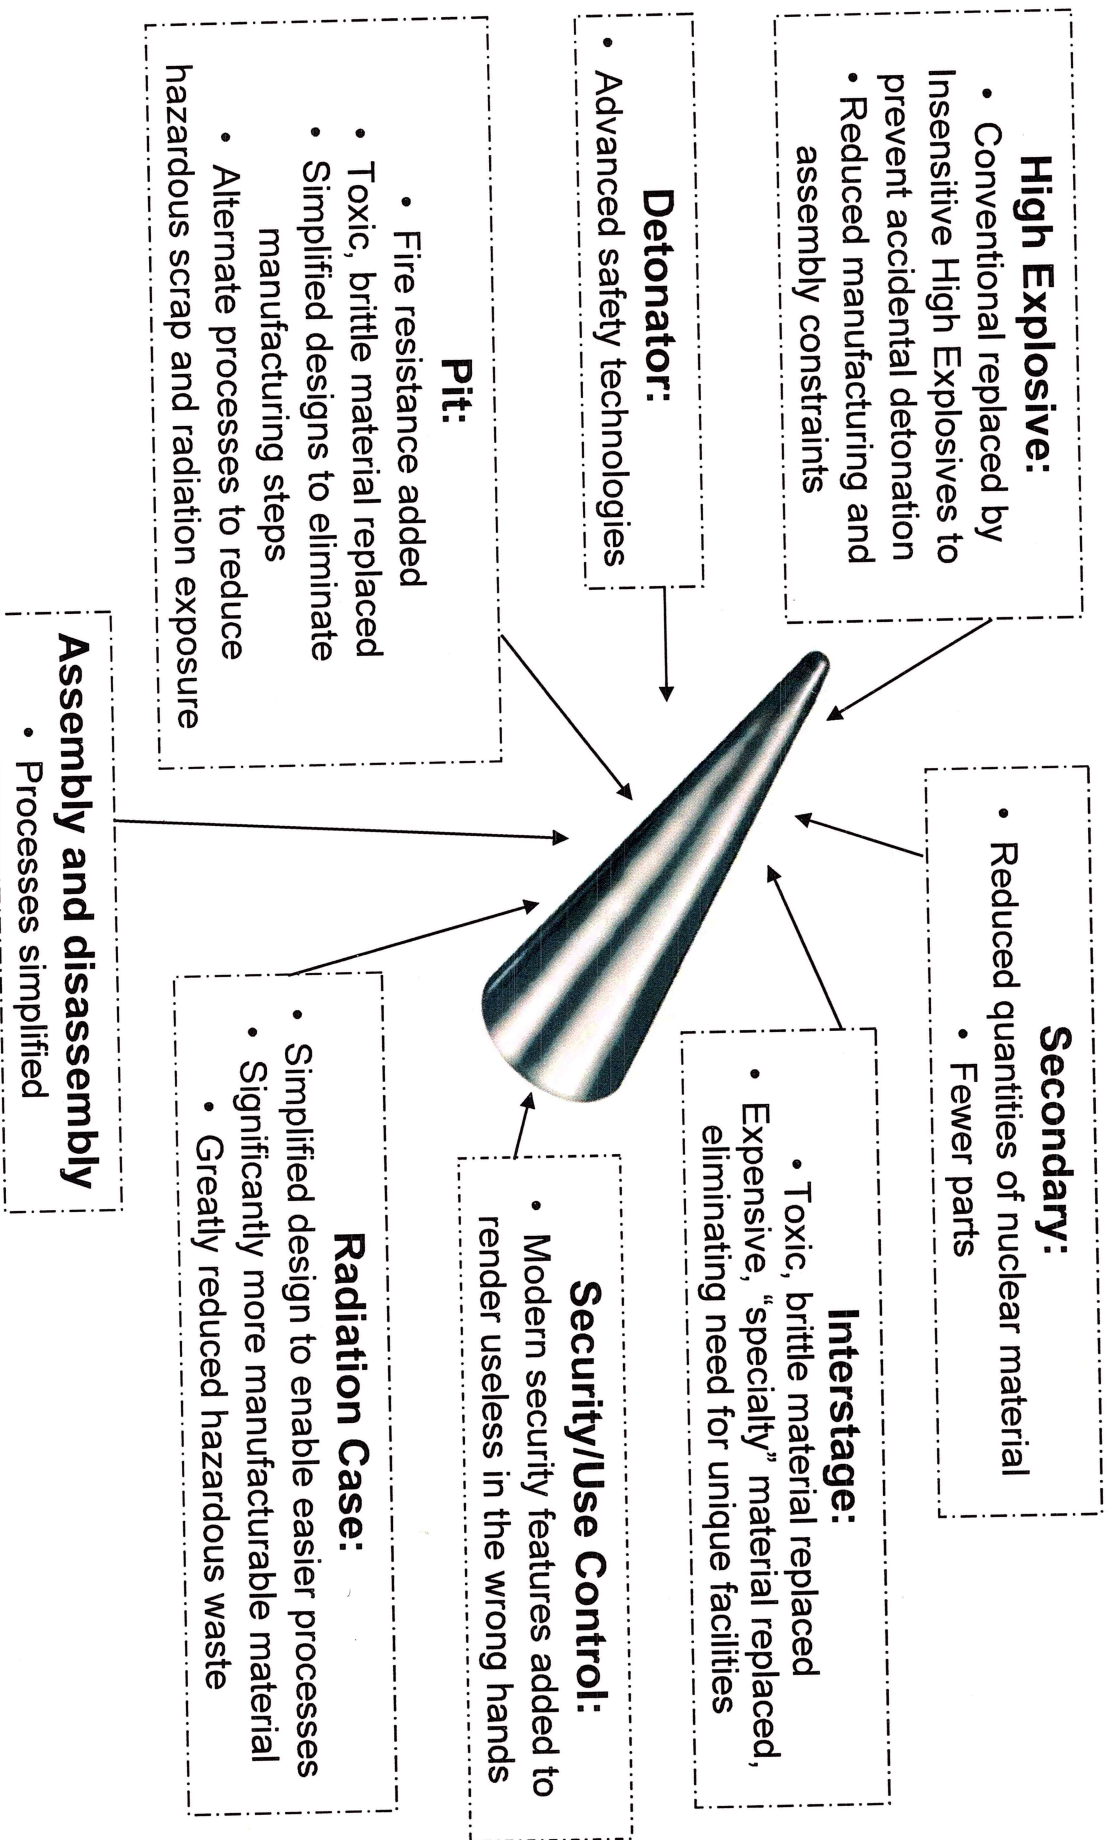 High Explosive:
• Conventional replaced by
Insensitive High Explosives to
prevent accidental detonation
• Reduced manufacturing and
assembly constraints
Detonator:
• Advanced safety technologies
Pit:
• Fire resistance added
• Toxic, brittle material replaced
• Simplified designs to eliminate
manufacturing steps
• Alternate processes to reduce
hazardous scrap and radiation exposure
Secondary:
• Reduced quantities of nuclear material
• Fewer parts
Interstage:
• Toxic, brittle material replaced
• Expensive, “specialty” material replaced,
eliminating need for unique facilities
Security/Use Control:
• Modern security features added to
render useless in the wrong hands
Radiation Case:
• Simplified design to enable easier processes
• Significantly more manufacturable material
• Greatly reduced hazardous waste
Assembly and disassembly
• Processes simplified